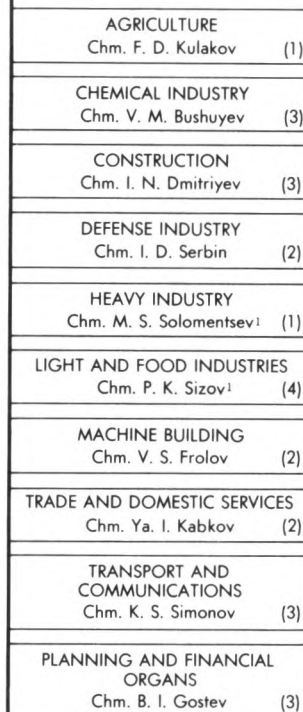 AGRICULTURE
Chm. F. D. Kulakov (1)
CHEMICAL INDUSTRY
Chm. V. M. Bushuyev (3)
CONSTRUCTION
Chm. I. N. Dmitriyev (3)
DEFENSE INDUSTRY
Chm. I. D. Serbin (2)
HEAVY INDUSTRY
Chm. M. S. Solomentsev¹ (1)
LIGHT AND FOOD INDUSTRIES
Chm. P. K. Sizov¹ (4)
MACHINE BUILDING
Chm. V. S. Frolov (2)
TRADE AND DOMESTIC SERVICES
Chm. Ya. I. Kabkov (2)
TRANSPORT AND
COMMUNICATIONS
Chm. K. S. Simonov (3)
PLANNING AND FINANCIAL
ORGANS
Chm. B. I. Gostev (3)